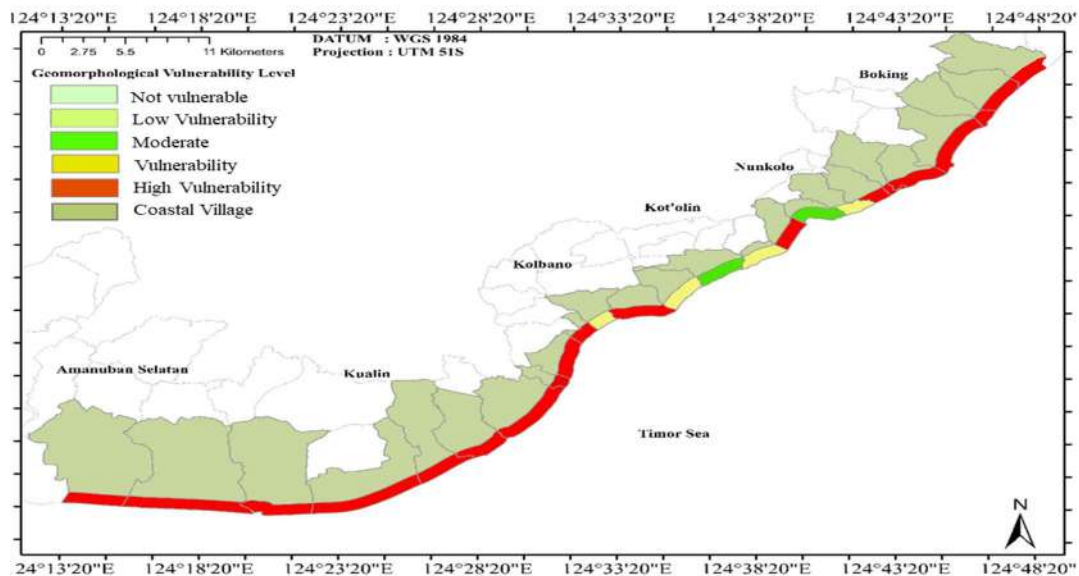 124°13'20"E 124°18'20"E 124°23'20"E 124°28'20"E 124°33'20"E 124°38'20"E 124°43'20"E 124°48'20"E
0 2.75 5.5 11 Kilometers
DATUM : WGS 1984
Projection : UTM 51S
Geomorphological Vulnerability Level
Not vulnerable
Low Vulnerability
Moderate
Vulnerability
High Vulnerability
Coastal Village
Boking
Nunkolo
Kot'olin
Kolbano
Amanuban Selatan
Kualin
Timor Sea
N
124°13'20"E 124°18'20"E 124°23'20"E 124°28'20"E 124°33'20"E 124°38'20"E 124°43'20"E 124°48'20"E